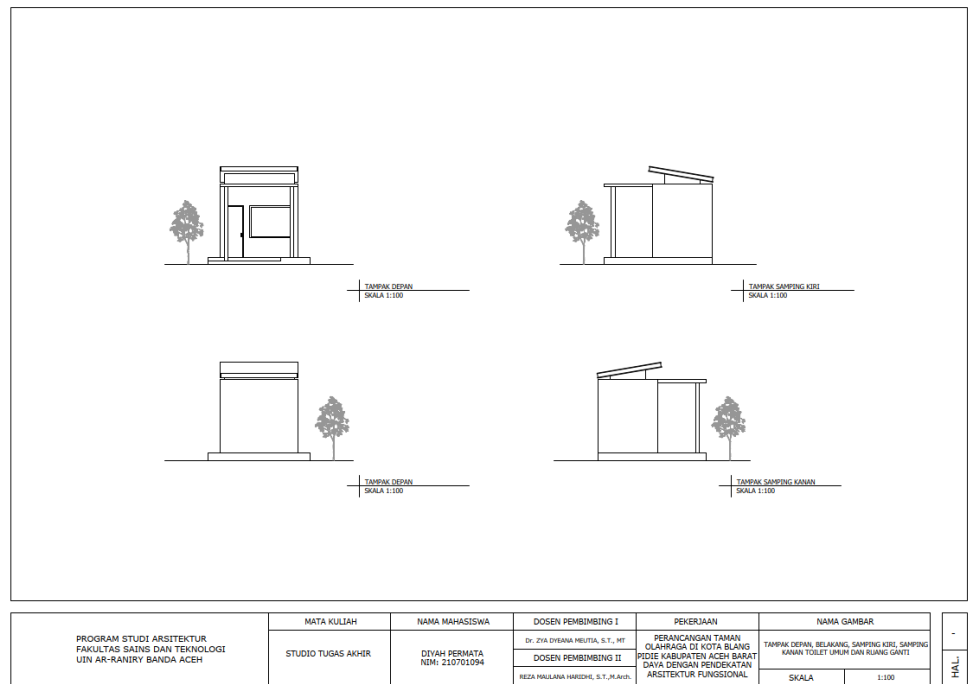 TAMPAK DEPAN
SKALA 1:100
TAMPAK SAMPING KIRI
SKALA 1:100
TAMPAK DEPAN
SKALA 1:100
TAMPAK SAMPING KANAN
SKALA 1:100
PROGRAM STUDI ARSITEKTUR
FAKULTAS SAINS DAN TEKNOLOGI
UIN AR-RANIRY BANDA ACEH
MATA KULIAH
STUDIO TUGAS AKHIR
NAMA MAHASISWA
DIYAH PERMATA
NIM: 210701094
DOSEN PEMBIMBING I
Dr. ZYA DYEANA MEUTIA, S.T., MT
DOSEN PEMBIMBING II
REZA MAULANA HARIDHI, S.T.,M.Arch.
PEKERJAAN
PERANCANGAN TAMAN
OLAHRAGA DI KOTA BLANG
PIDIE KABUPATEN ACEH BARAT
DAYA DENGAN PENDEKATAN
ARSITEKTUR FUNGSIONAL
NAMA GAMBAR
TAMPAK DEPAN, BELAKANG, SAMPING KIRI, SAMPING
KANAN TOILET UMUM DAN RUANG GANTI
SKALA
1:100
-
HAL.